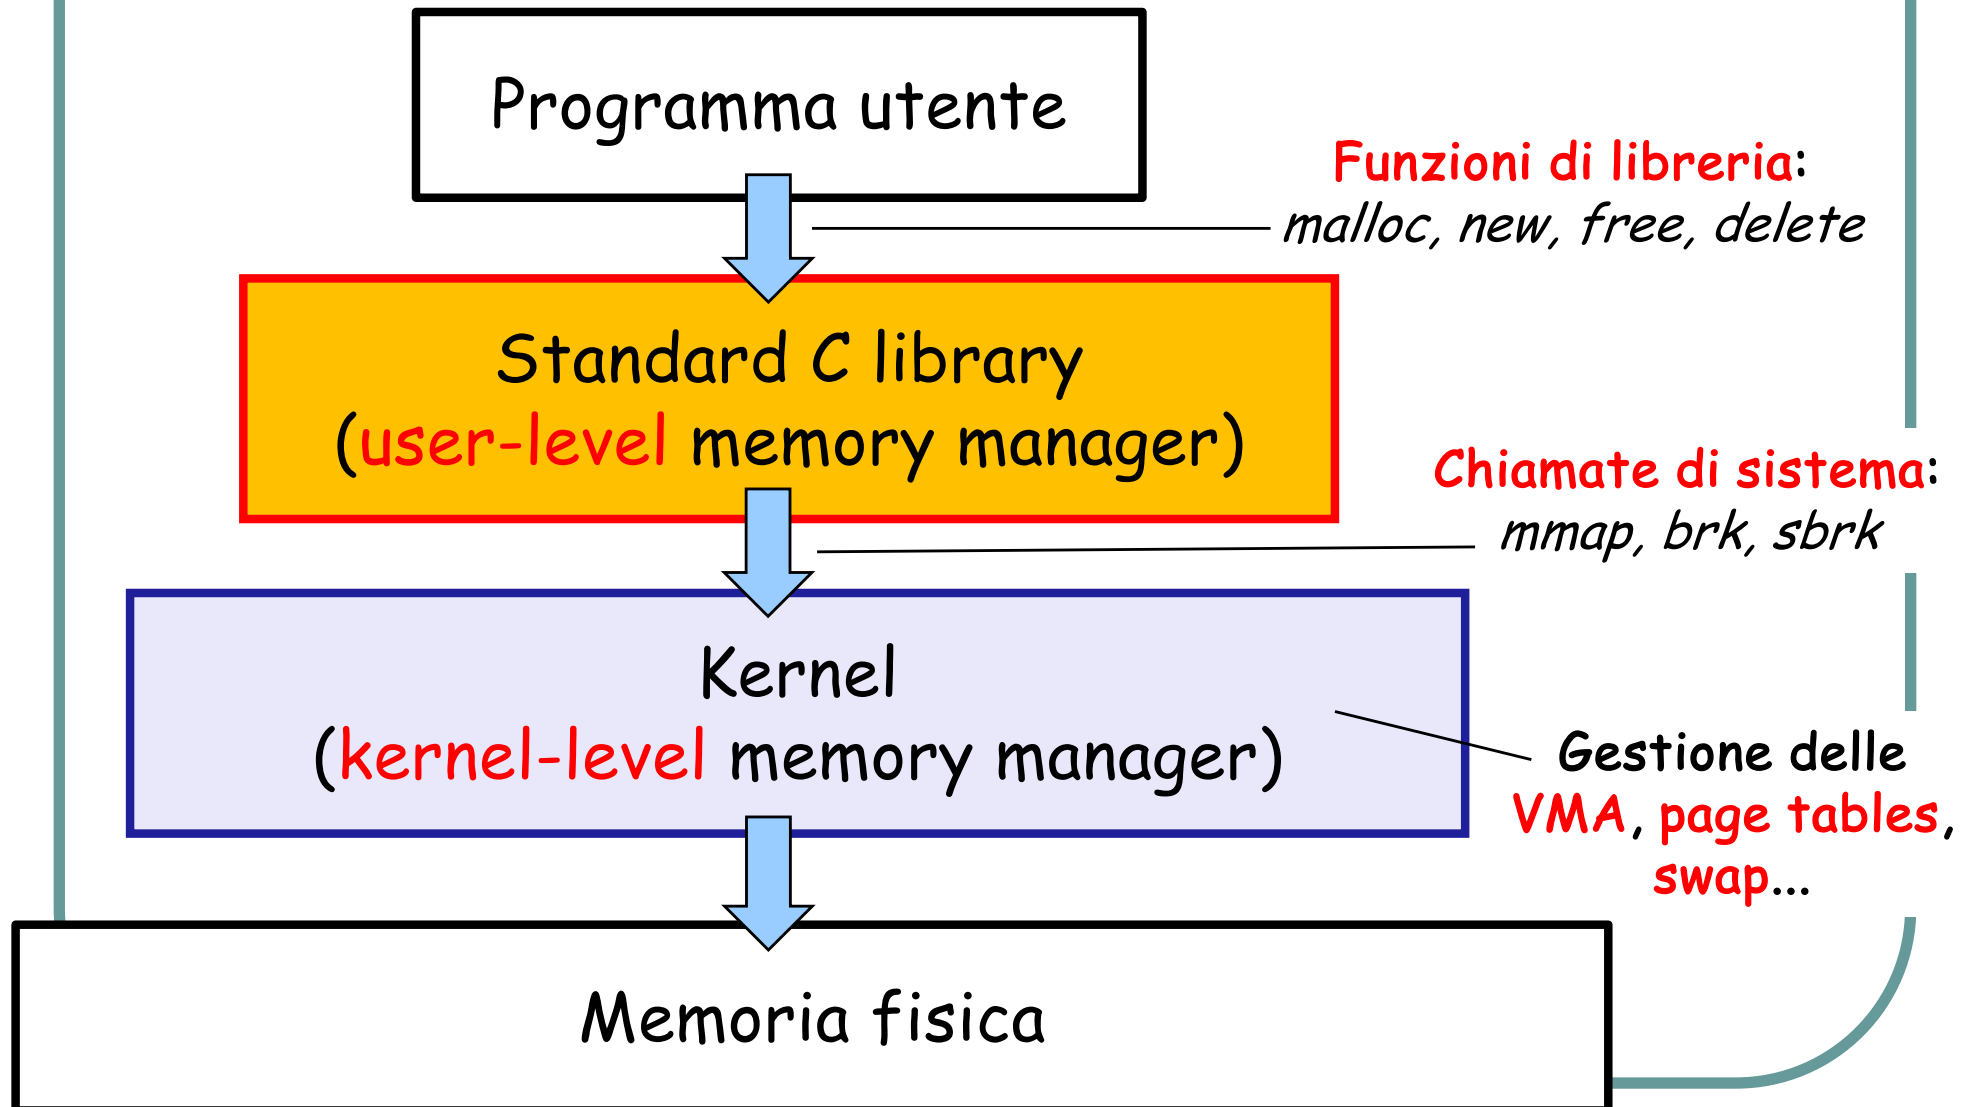 Programma utente
Funzioni di libreria:
malloc, new, free, delete
Standard C library
(user-level memory manager)
Chiamate di sistema:
mmap, brk, sbrk
Kernel
(kernel-level memory manager)
Gestione delle
VMA, page tables,
swap...
Memoria fisica